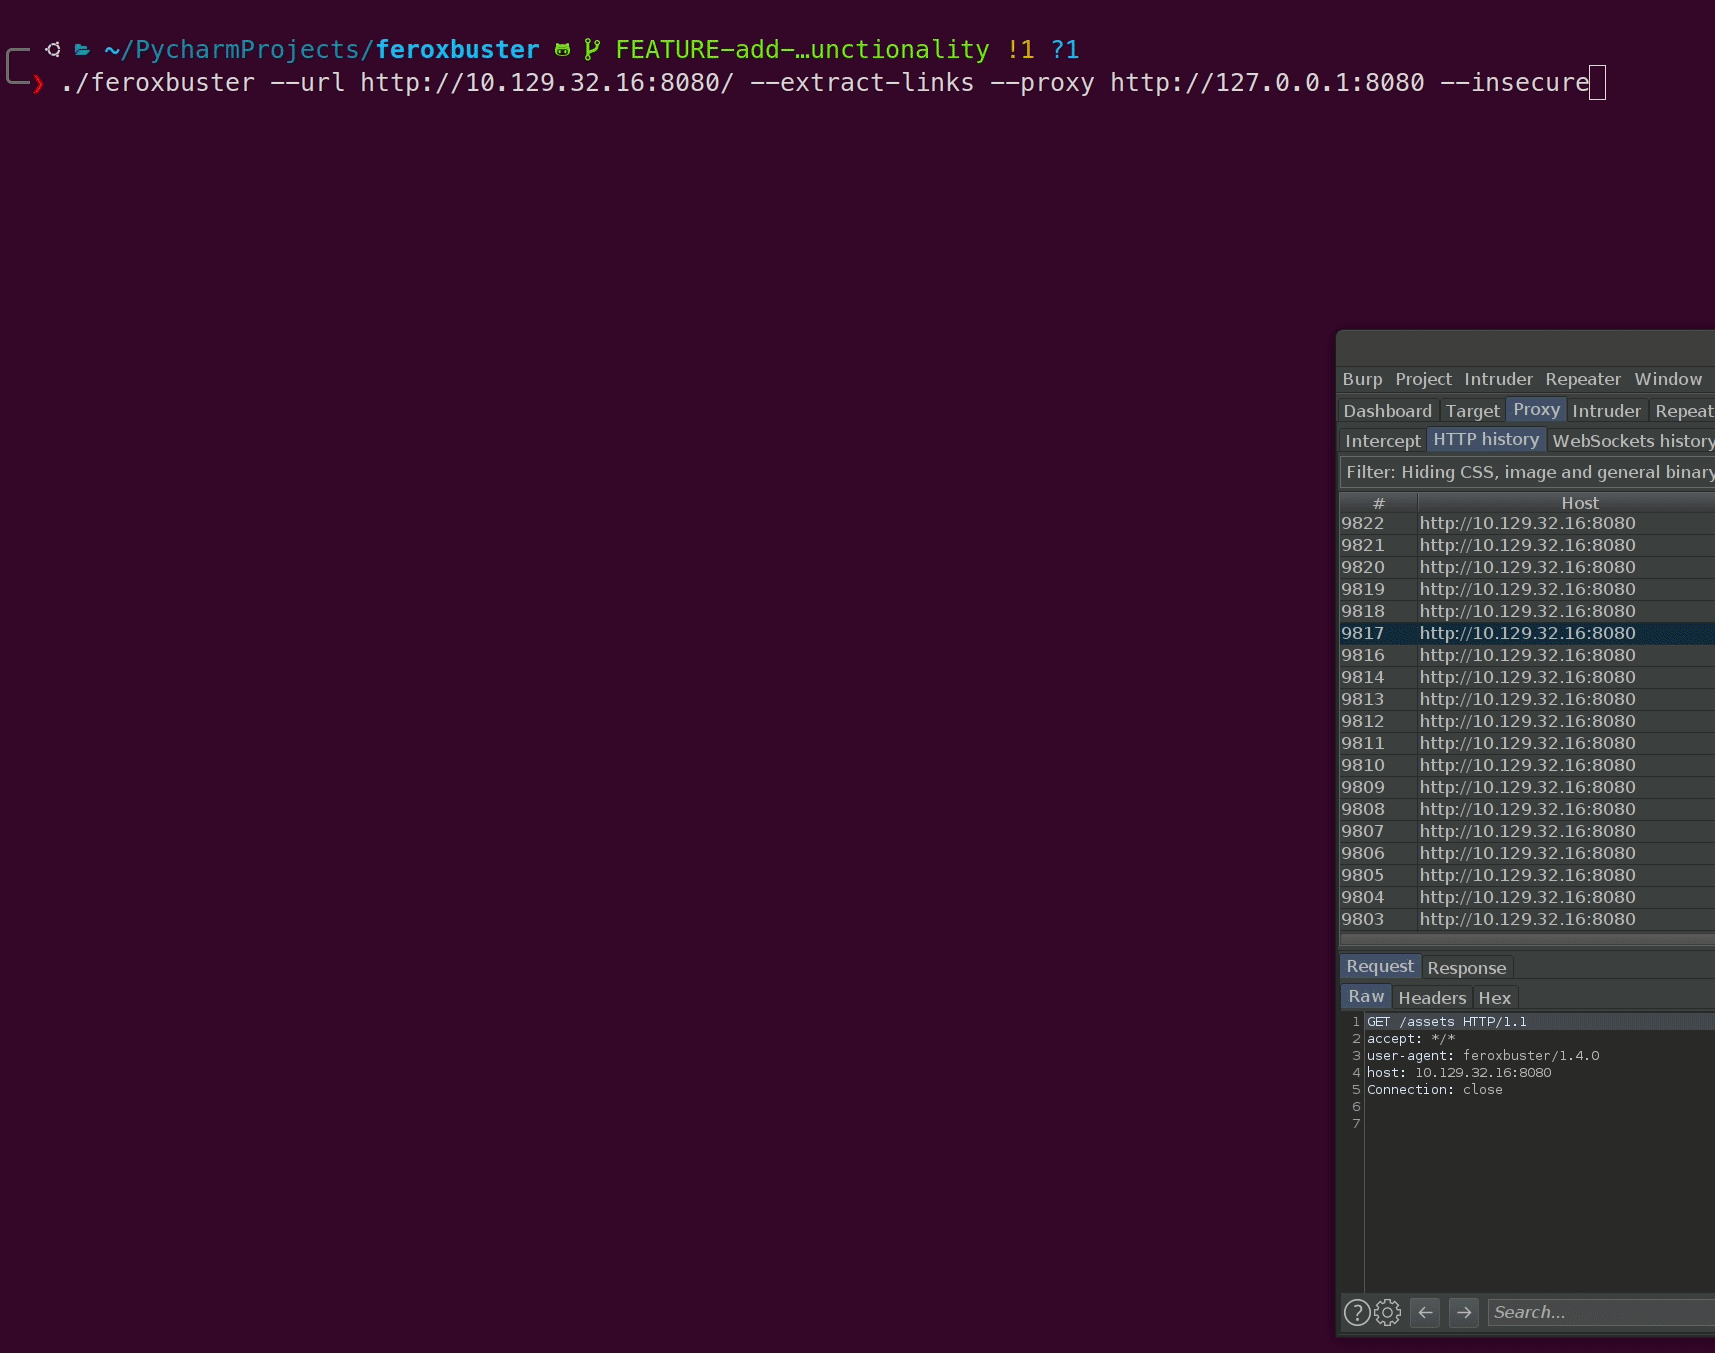 ~/PycharmProjects/feroxbuster FEATURE-add-…unctionality !1 ?1
❯ ./feroxbuster --url http://10.129.32.16:8080/ --extract-links --proxy http://127.0.0.1:8080 --insecure
Burp Project Intruder Repeater Window
Dashboard Target Proxy Intruder Repeat
Intercept HTTP history WebSockets history
Filter: Hiding CSS, image and general binary
# Host
9822 http://10.129.32.16:8080
9821 http://10.129.32.16:8080
9820 http://10.129.32.16:8080
9819 http://10.129.32.16:8080
9818 http://10.129.32.16:8080
9817 http://10.129.32.16:8080
9816 http://10.129.32.16:8080
9814 http://10.129.32.16:8080
9813 http://10.129.32.16:8080
9812 http://10.129.32.16:8080
9811 http://10.129.32.16:8080
9810 http://10.129.32.16:8080
9809 http://10.129.32.16:8080
9808 http://10.129.32.16:8080
9807 http://10.129.32.16:8080
9806 http://10.129.32.16:8080
9805 http://10.129.32.16:8080
9804 http://10.129.32.16:8080
9803 http://10.129.32.16:8080
Request Response
Raw Headers Hex
1 GET /assets HTTP/1.1
2 accept: */*
3 user-agent: feroxbuster/1.4.0
4 host: 10.129.32.16:8080
5 Connection: close
6
7
? ← → Search...